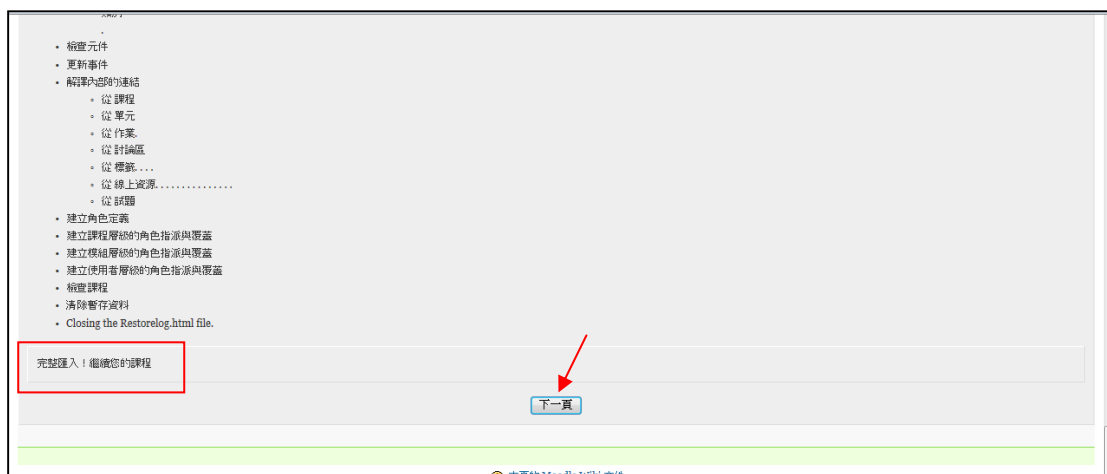 檢查元件
更新事件
解譯內部的連結
從 課程
從 單元
從 作業.
從 討論區
從 標籤. . . .
從 線上資源. . . . . . . . . . . . . . .
從 試題
建立角色定義
建立課程層級的角色指派與覆蓋
建立模組層級的角色指派與覆蓋
建立使用者層級的角色指派與覆蓋
檢查課程
清除暫存資料
Closing the Restorelog.html file.
完整匯入！繼續您的課程
下一頁